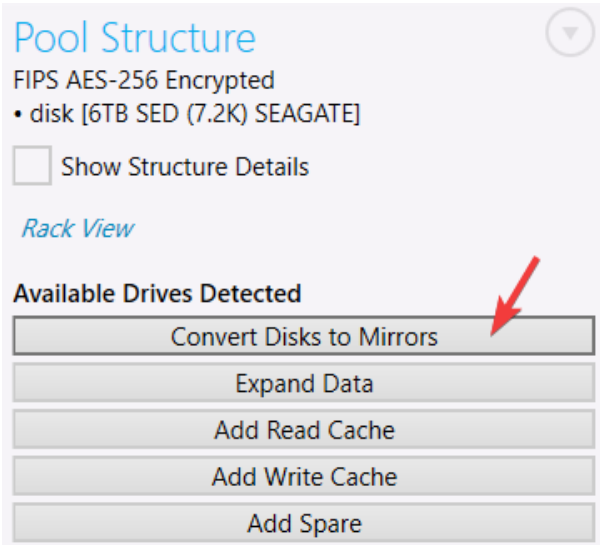 Pool Structure
FIPS AES-256 Encrypted
• disk [6TB SED (7.2K) SEAGATE]
Show Structure Details
Rack View
Available Drives Detected
Convert Disks to Mirrors
Expand Data
Add Read Cache
Add Write Cache
Add Spare